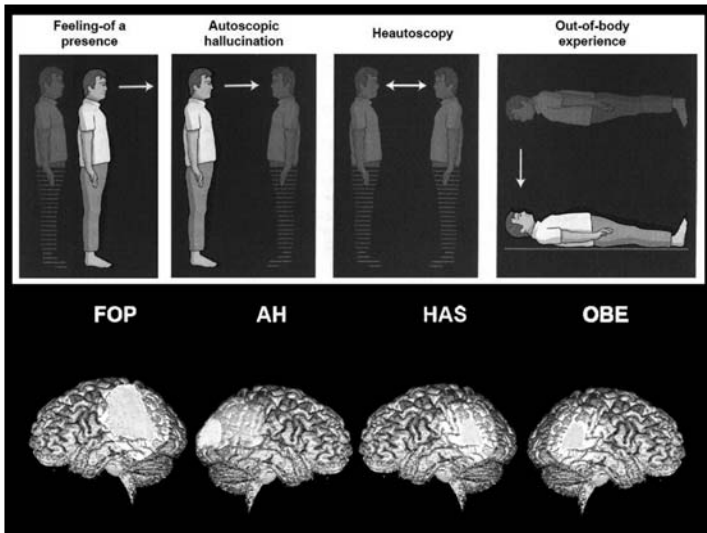 Feeling-of a
presence
Autoscopic
hallucination
Heautoscopy
Out-of-body
experience
FOP
AH
HAS
OBE